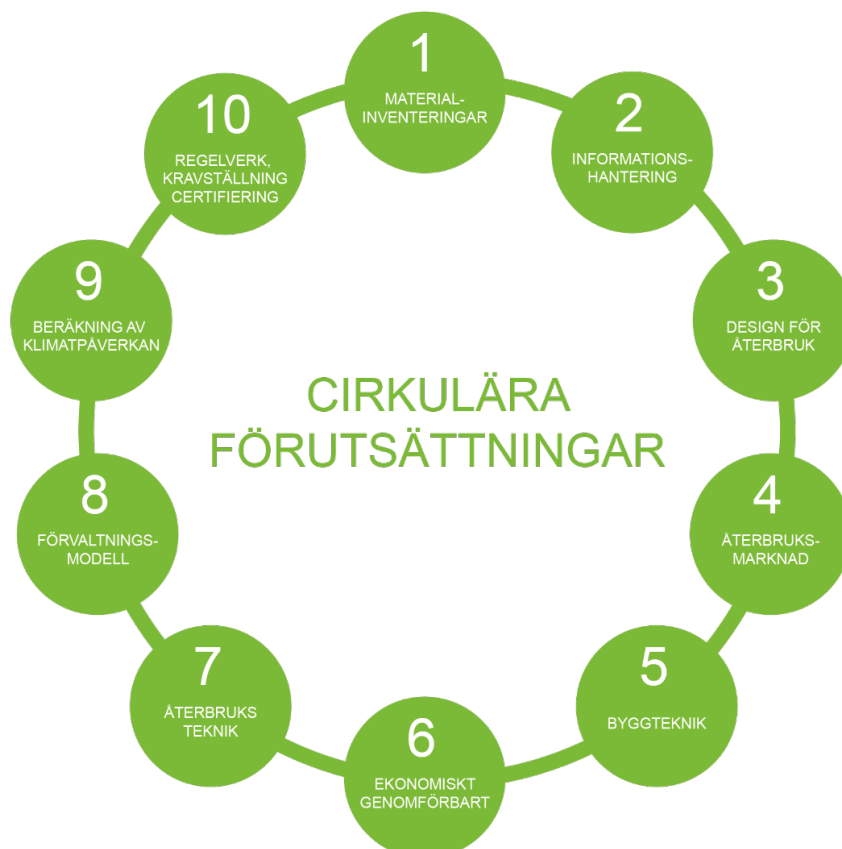 1
MATERIAL-
INVENTERINGAR
2
INFORMATIONS-
HANTERING
3
DESIGN FÖR
ÅTERBRUK
4
ÅTERBRUKS-
MARKNAD
5
BYGGTEKNIK
6
EKONOMISKT
GENOMFÖRBART
7
ÅTERBRUKS
TEKNIK
8
FÖRVALTNINGS-
MODELL
9
BERÄKNING AV
KLIMATPÅVERKAN
10
REGELVERK,
KRAVSTÄLLNING
CERTIFIERING
CIRKULÄRA
FÖRUTSÄTTNINGAR